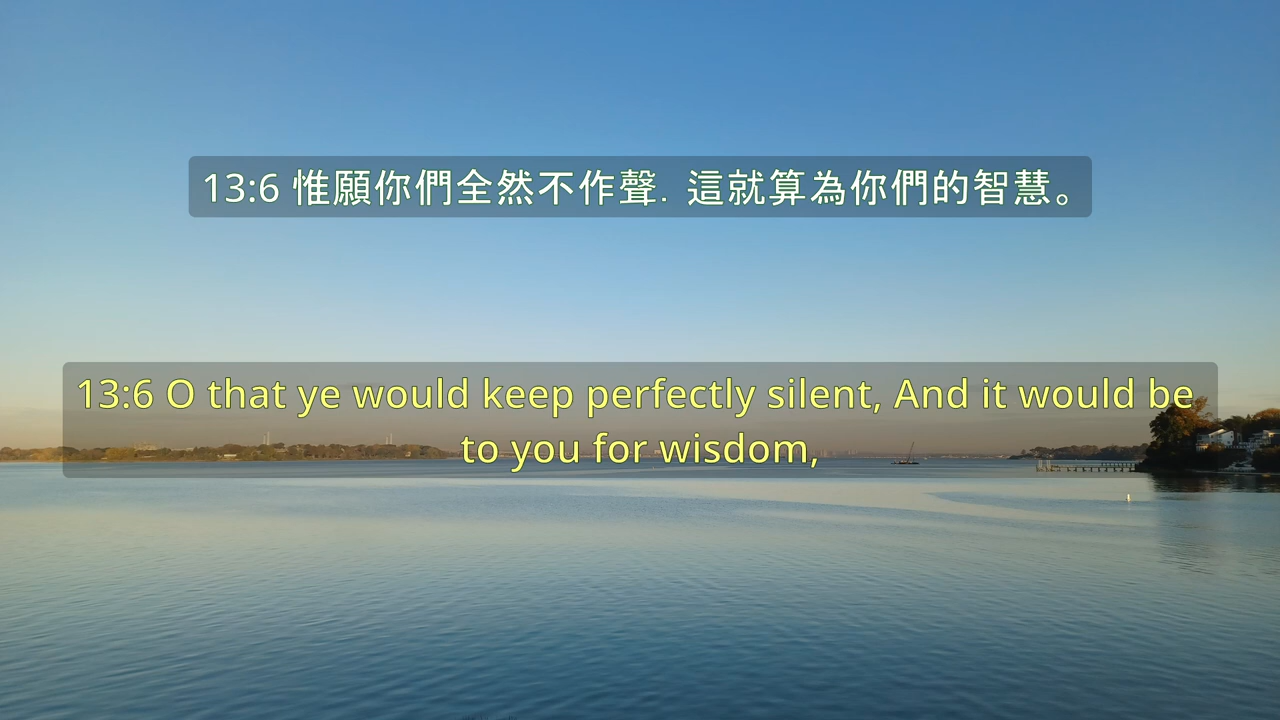 13:6 惟願你們全然不作聲. 這就算為你們的智慧。
13:6 O that ye would keep perfectly silent, And it would be
to you for wisdom,